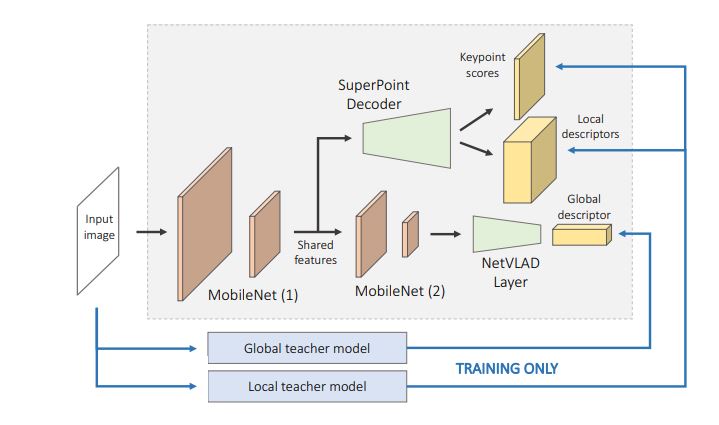 Keypoint
scores
SuperPoint
Decoder
Local
descriptors
Input
image
Shared
features
Global
descriptor
MobileNet (1)
MobileNet (2)
NetVLAD
Layer
Global teacher model
TRAINING ONLY
Local teacher model